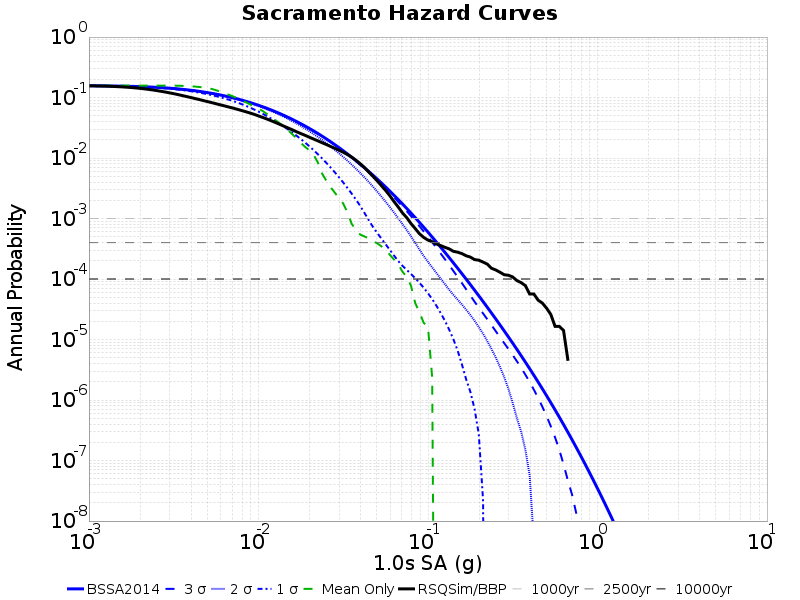 Sacramento Hazard Curves
Annual Probability
10^0
10^-1
10^-2
10^-3
10^-4
10^-5
10^-6
10^-7
10^-8
10^-3 10^-2 10^-1 10^0 10^1
1.0s SA (g)
BSSA2014 3 σ 2 σ 1 σ Mean Only RSQSim/BBP 1000yr 2500yr 10000yr